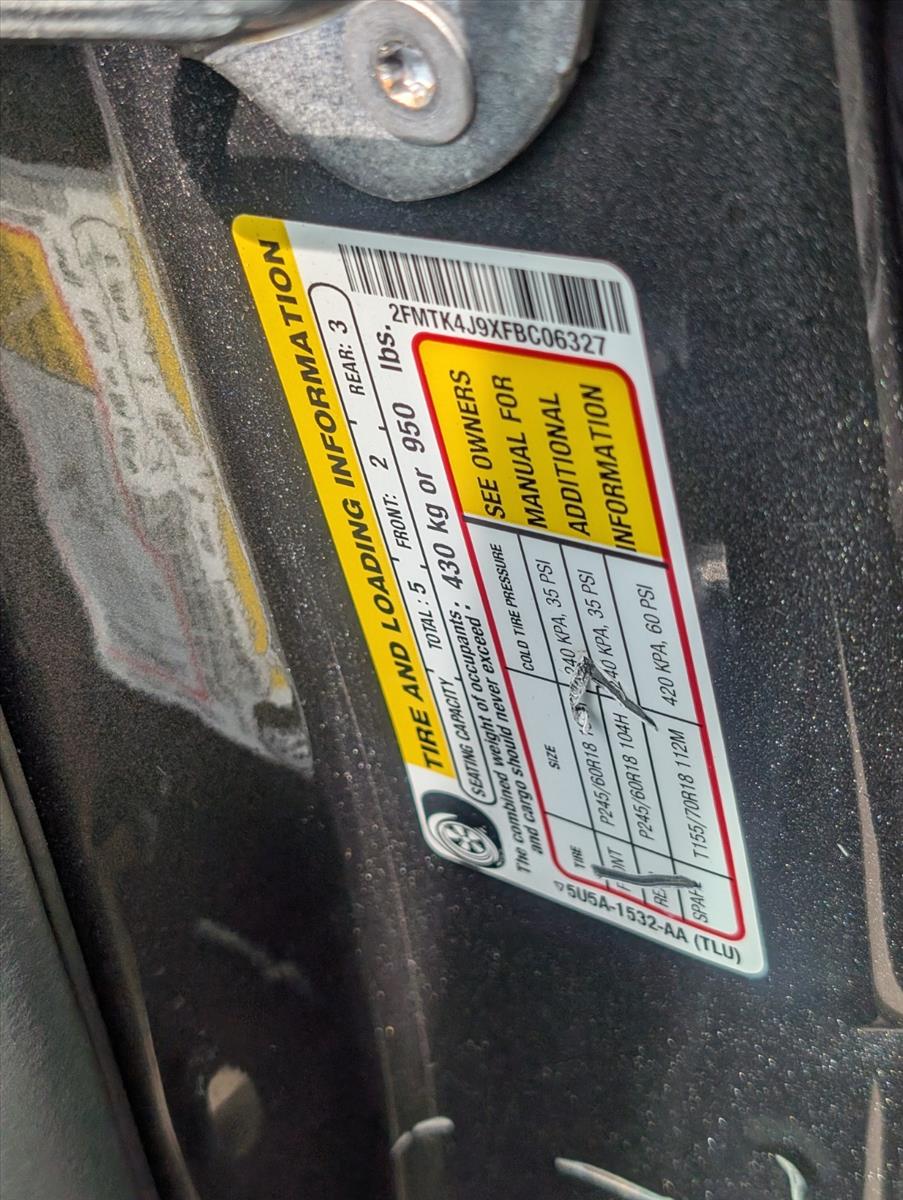 TIRE AND LOADING INFORMATION
SEATING CAPACITY TOTAL: 5 FRONT: 2 REAR: 3
The combined weight of occupants and cargo should never exceed 430 kg or 950 lbs.
TIRE SIZE COLD TIRE PRESSURE
P245/60R18 240 KPA, 35 PSI
P245/60R18 104H 240 KPA, 35 PSI
SPARE T155/70R18 112M 420 KPA, 60 PSI
SEE OWNERS
MANUAL FOR
ADDITIONAL
INFORMATION
5U5A-1532-AA (TLU)
2FMTK4J9XFBC06327